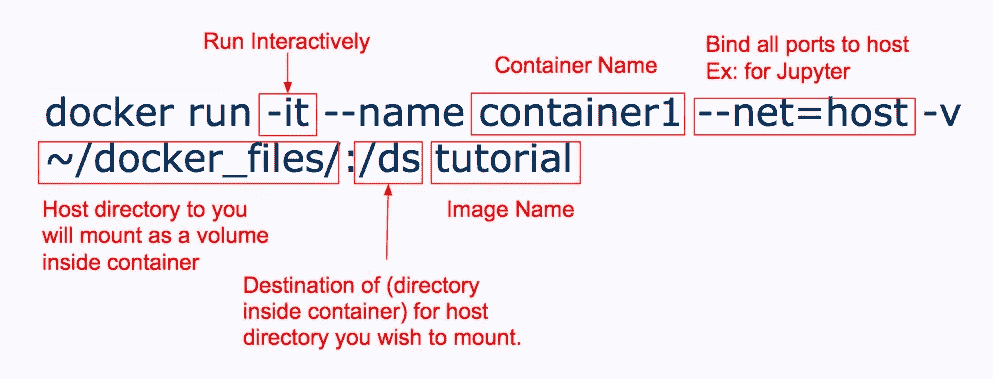 Run Interactively
Container Name
Bind all ports to host
Ex: for Jupyter
docker run -it --name container1 --net=host -v
~/docker_files/:/ds tutorial
Host directory to you
will mount as a volume
inside container
Image Name
Destination of (directory
inside container) for host
directory you wish to mount.